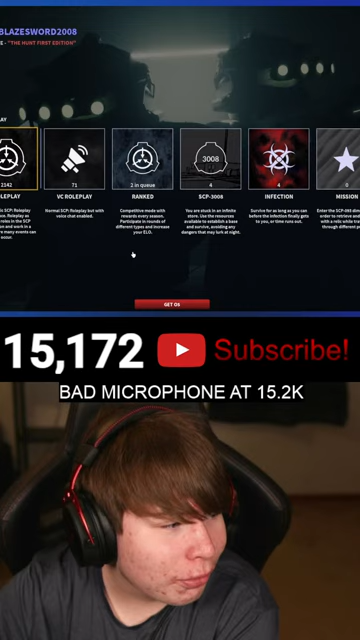 BLAZESWORD2008
E - "THE HUNT FIRST EDITION"
AY
2142
71
2 in queue
3008
4
4
0
LEPLAY
VC ROLEPLAY
RANKED
SCP-3008
INFECTION
MISSION
Normal SCP: Roleplay but with
voice chat enabled.
Competitive mode with
rewards every season.
Participate in rounds of
different types and increase
your ELO.
You are stuck in an infinite
store. Use the resources
available to establish a base
and survive, avoiding any
dangers that may lurk at night.
Survive for as long as you can
before the infection finally gets
to you, or time runs out.
GET OS
15,172
Subscribe!
BAD MICROPHONE AT 15.2K